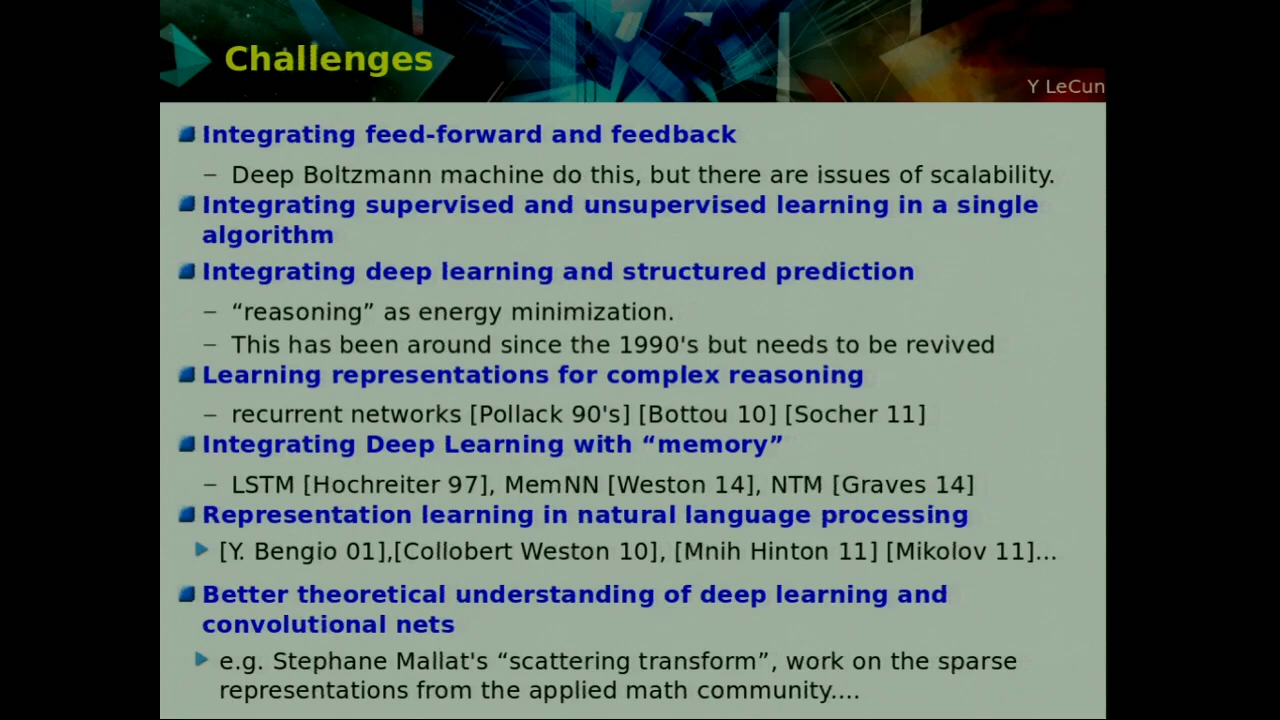 Challenges
Y LeCun
Integrating feed-forward and feedback
– Deep Boltzmann machine do this, but there are issues of scalability.
Integrating supervised and unsupervised learning in a single
algorithm
Integrating deep learning and structured prediction
– “reasoning” as energy minimization.
– This has been around since the 1990's but needs to be revived
Learning representations for complex reasoning
– recurrent networks [Pollack 90's] [Bottou 10] [Socher 11]
Integrating Deep Learning with “memory”
– LSTM [Hochreiter 97], MemNN [Weston 14], NTM [Graves 14]
Representation learning in natural language processing
[Y. Bengio 01],[Collobert Weston 10], [Mnih Hinton 11] [Mikolov 11]...
Better theoretical understanding of deep learning and
convolutional nets
e.g. Stephane Mallat's “scattering transform”, work on the sparse
representations from the applied math community....